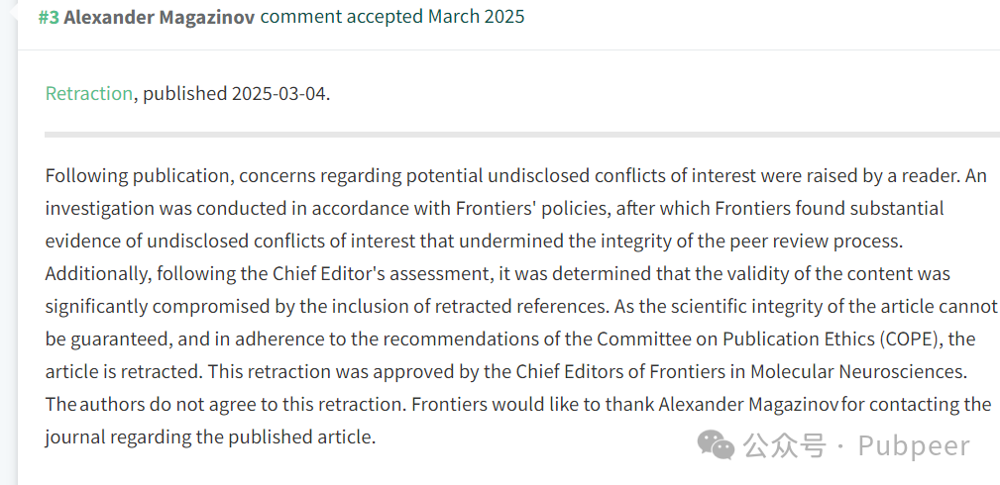 #3 Alexander Magazinov comment accepted March 2025
Retraction, published 2025-03-04.
Following publication, concerns regarding potential undisclosed conflicts of interest were raised by a reader. An
investigation was conducted in accordance with Frontiers' policies, after which Frontiers found substantial
evidence of undisclosed conflicts of interest that undermined the integrity of the peer review process.
Additionally, following the Chief Editor's assessment, it was determined that the validity of the content was
significantly compromised by the inclusion of retracted references. As the scientific integrity of the article cannot
be guaranteed, and in adherence to the recommendations of the Committee on Publication Ethics (COPE), the
article is retracted. This retraction was approved by the Chief Editors of Frontiers in Molecular Neurosciences.
The authors do not agree to this retraction. Frontiers would like to thank Alexander Magazinov for contacting the
journal regarding the published article.
公众号 · Pubpeer